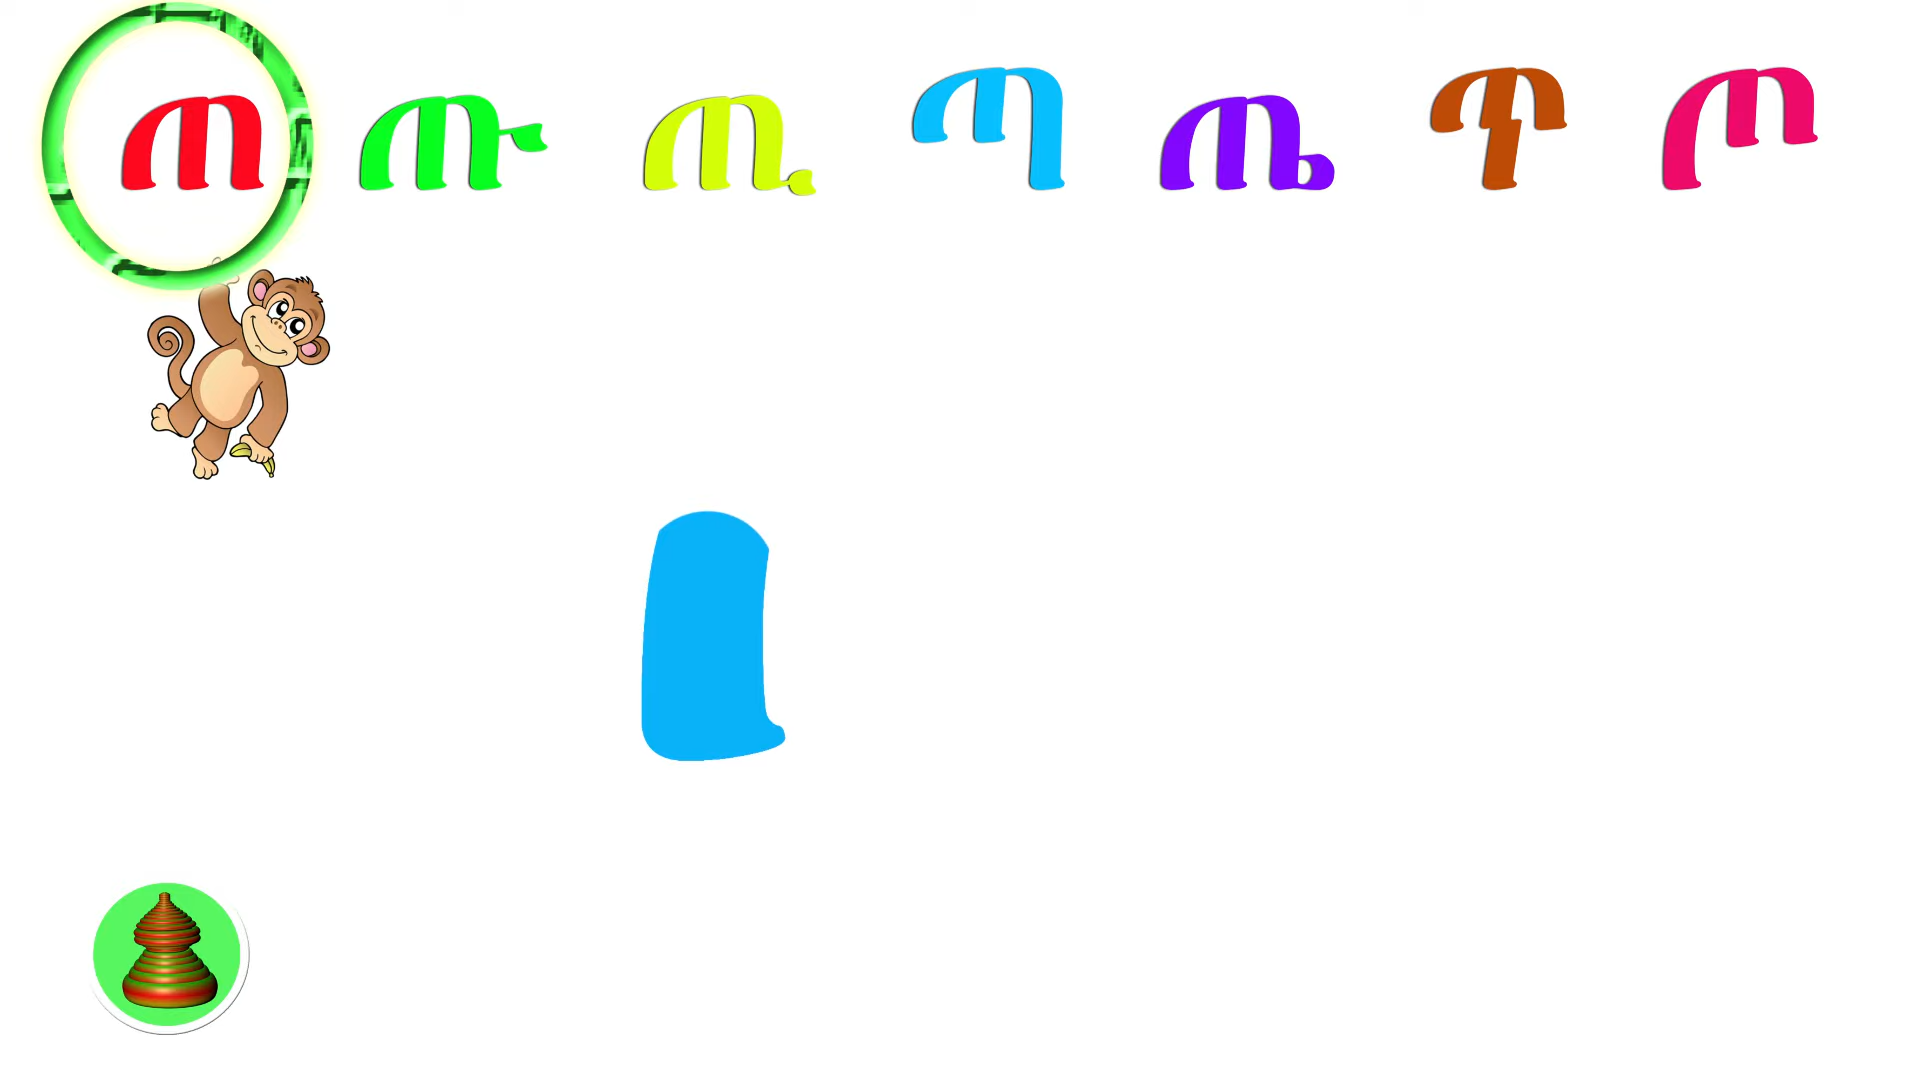 ጠ ጡ ጢ ጣ ጤ ጥ ጦ